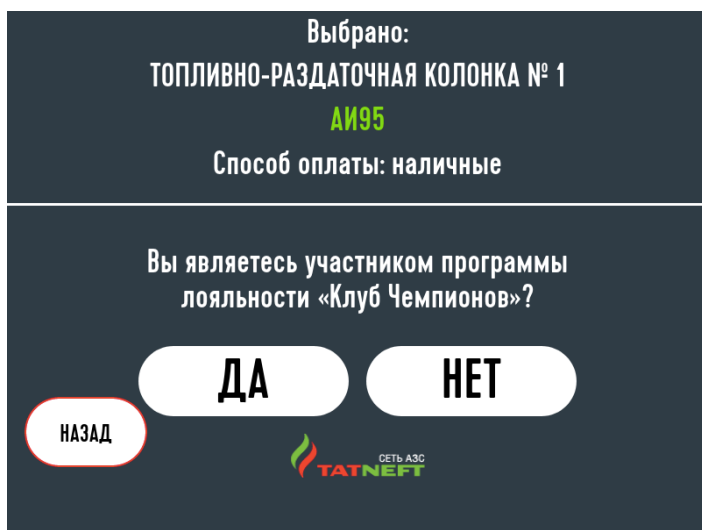 Выбрано:
ТОПЛИВНО-РАЗДАТОЧНАЯ КОЛОНКА № 1
АИ95
Способ оплаты: наличные
Вы являетесь участником программы
лояльности «Клуб Чемпионов»?
ДА
НЕТ
НАЗАД
СЕТЬ АЗС
TATNEFT